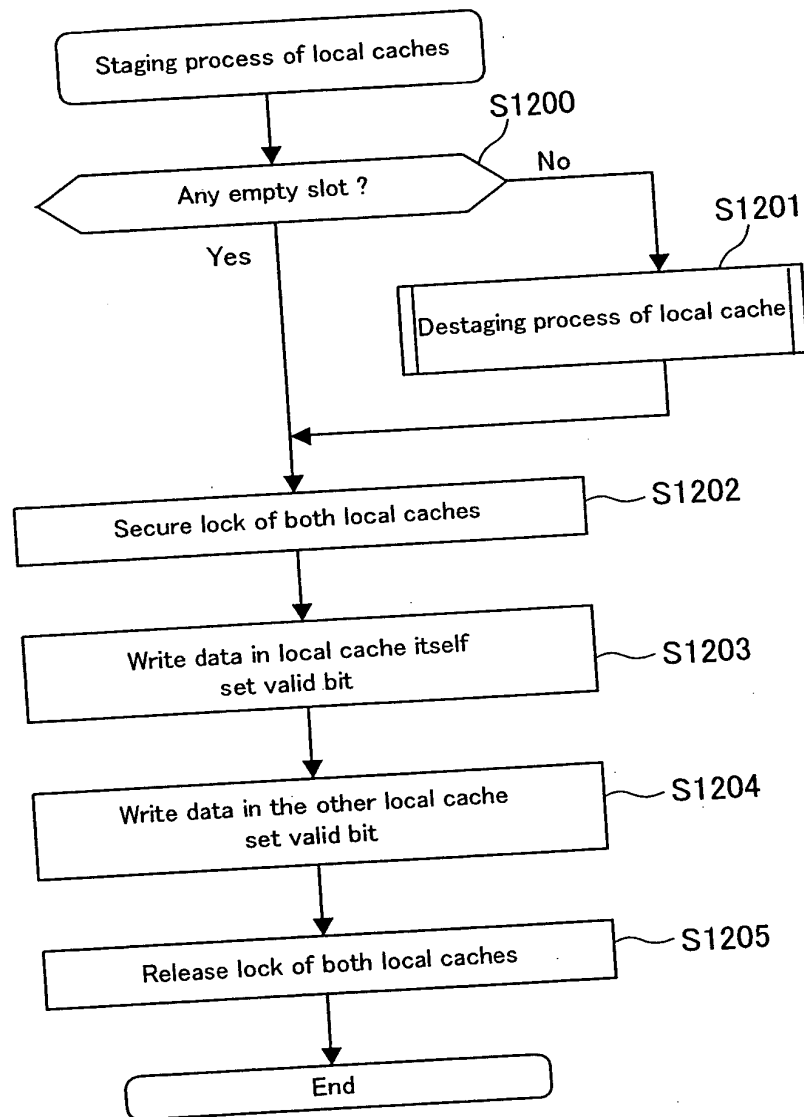 Staging process of local caches
S1200
Any empty slot ?
No
Yes
S1201
Destaging process of local cache
Secure lock of both local caches
S1202
Write data in local cache itself
set valid bit
S1203
Write data in the other local cache
set valid bit
S1204
Release lock of both local caches
S1205
End